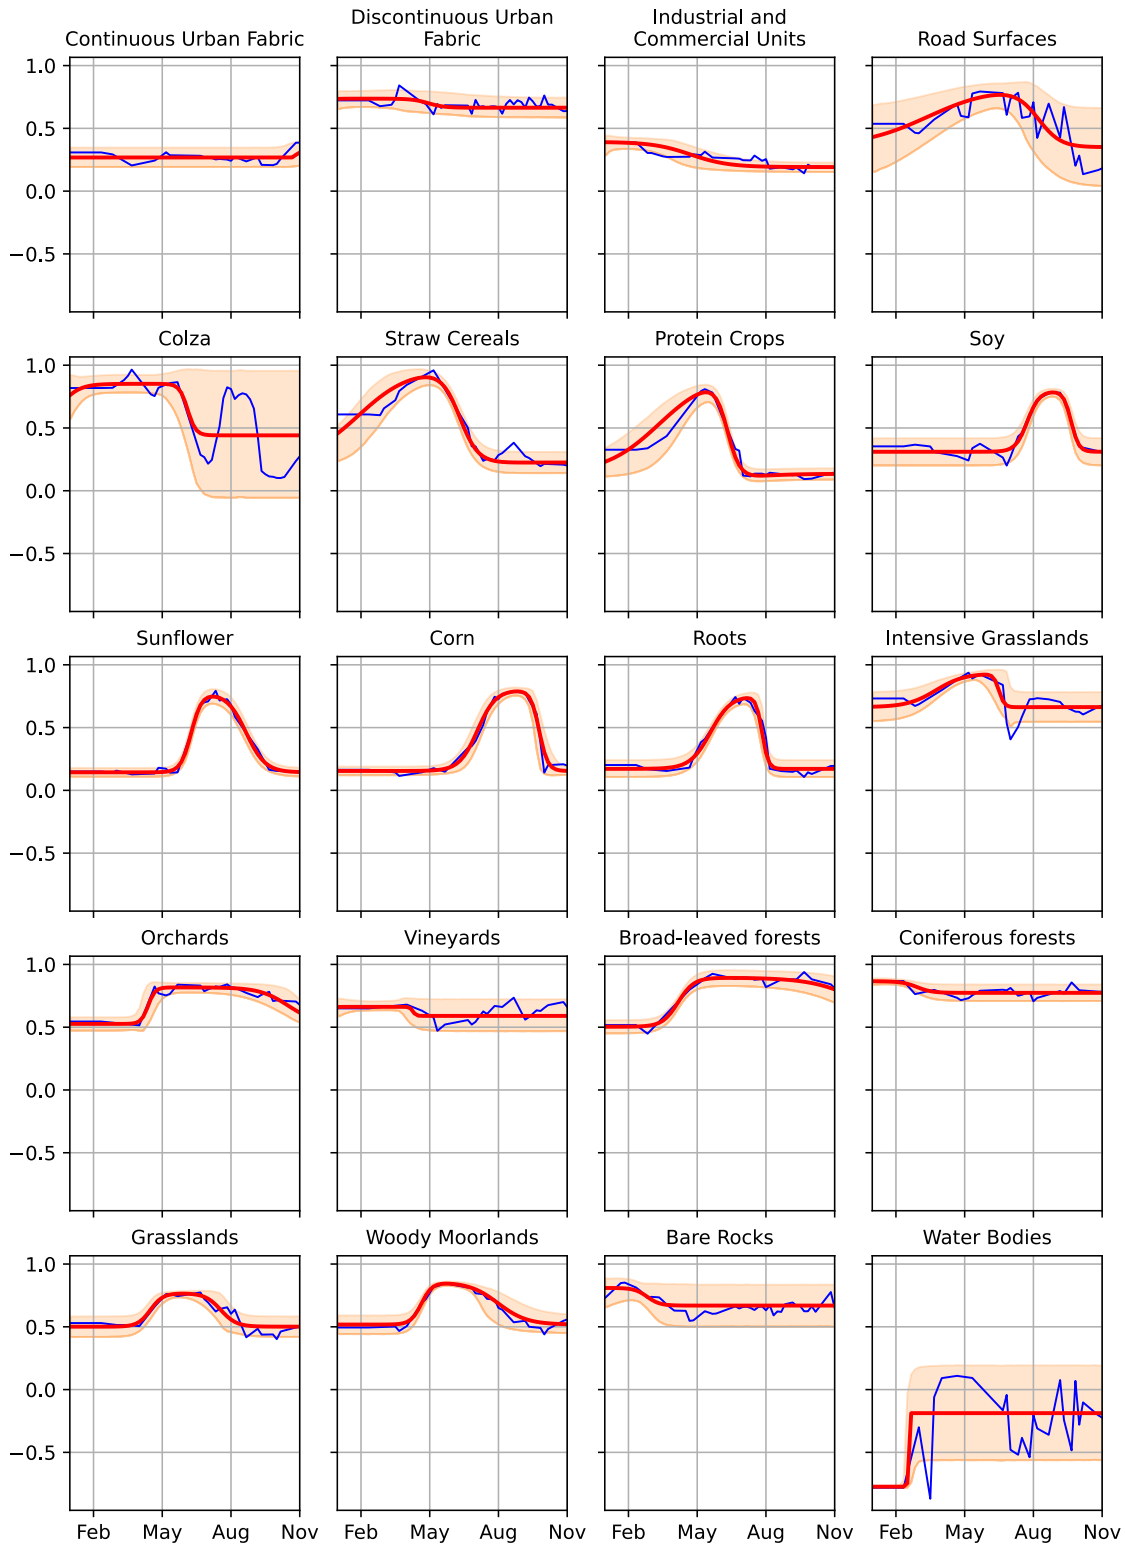 Continuous Urban Fabric
Discontinuous Urban
Fabric
Industrial and
Commercial Units
Road Surfaces
1.0
0.5
0.0
−0.5
Colza
Straw Cereals
Protein Crops
Soy
1.0
0.5
0.0
−0.5
Sunflower
Corn
Roots
Intensive Grasslands
1.0
0.5
0.0
−0.5
Orchards
Vineyards
Broad-leaved forests
Coniferous forests
1.0
0.5
0.0
−0.5
Grasslands
Woody Moorlands
Bare Rocks
Water Bodies
1.0
0.5
0.0
−0.5
Feb May Aug Nov
Feb May Aug Nov
Feb May Aug Nov
Feb May Aug Nov